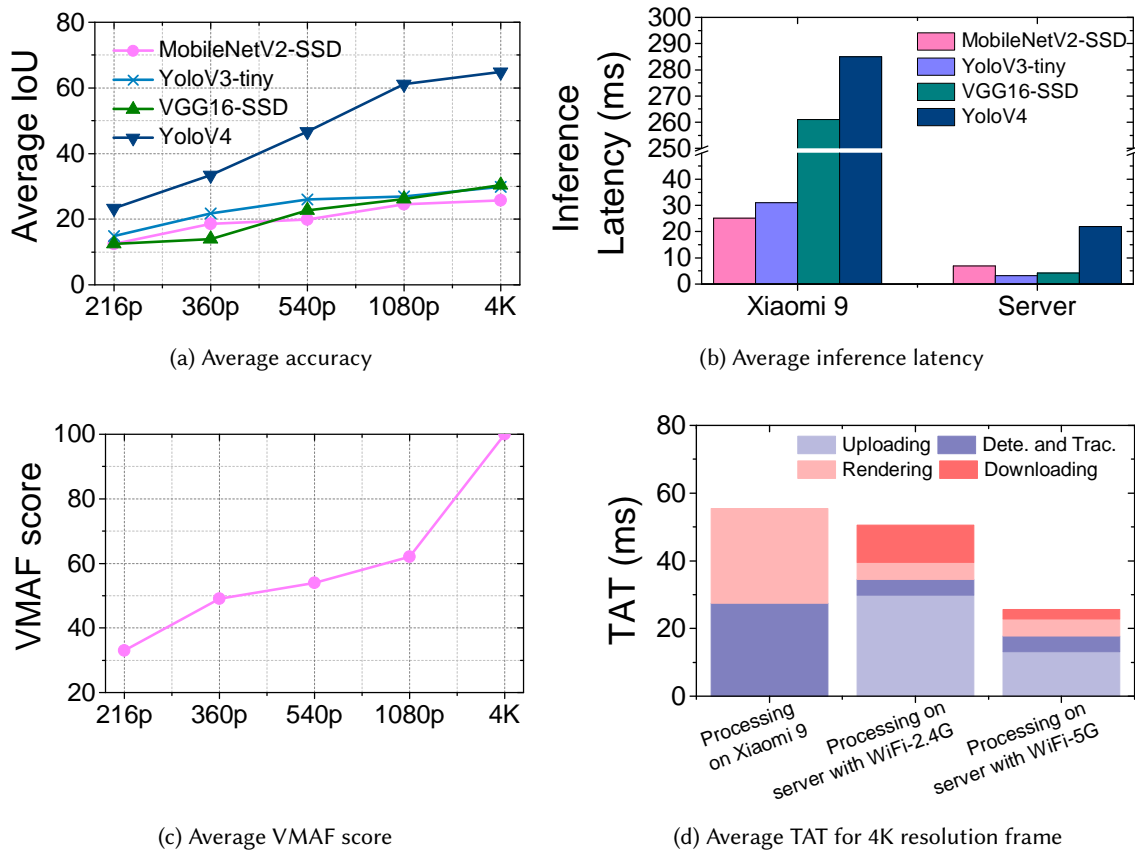 Average IoU
80
60
40
20
0
MobileNetV2-SSD
YoloV3-tiny
VGG16-SSD
YoloV4
216p 360p 540p 1080p 4K
(a) Average accuracy
Inference
Latency (ms)
300
290
280
270
260
250
50
40
30
20
10
0
MobileNetV2-SSD
YoloV3-tiny
VGG16-SSD
YoloV4
Xiaomi 9 Server
(b) Average inference latency
VMAF score
100
80
60
40
20
216p 360p 540p 1080p 4K
(c) Average VMAF score
TAT (ms)
80
60
40
20
0
Uploading Dete. and Trac.
Rendering Downloading
Processing
on Xiaomi 9
Processing on
server with WiFi-2.4G
Processing on
server with WiFi-5G
(d) Average TAT for 4K resolution frame